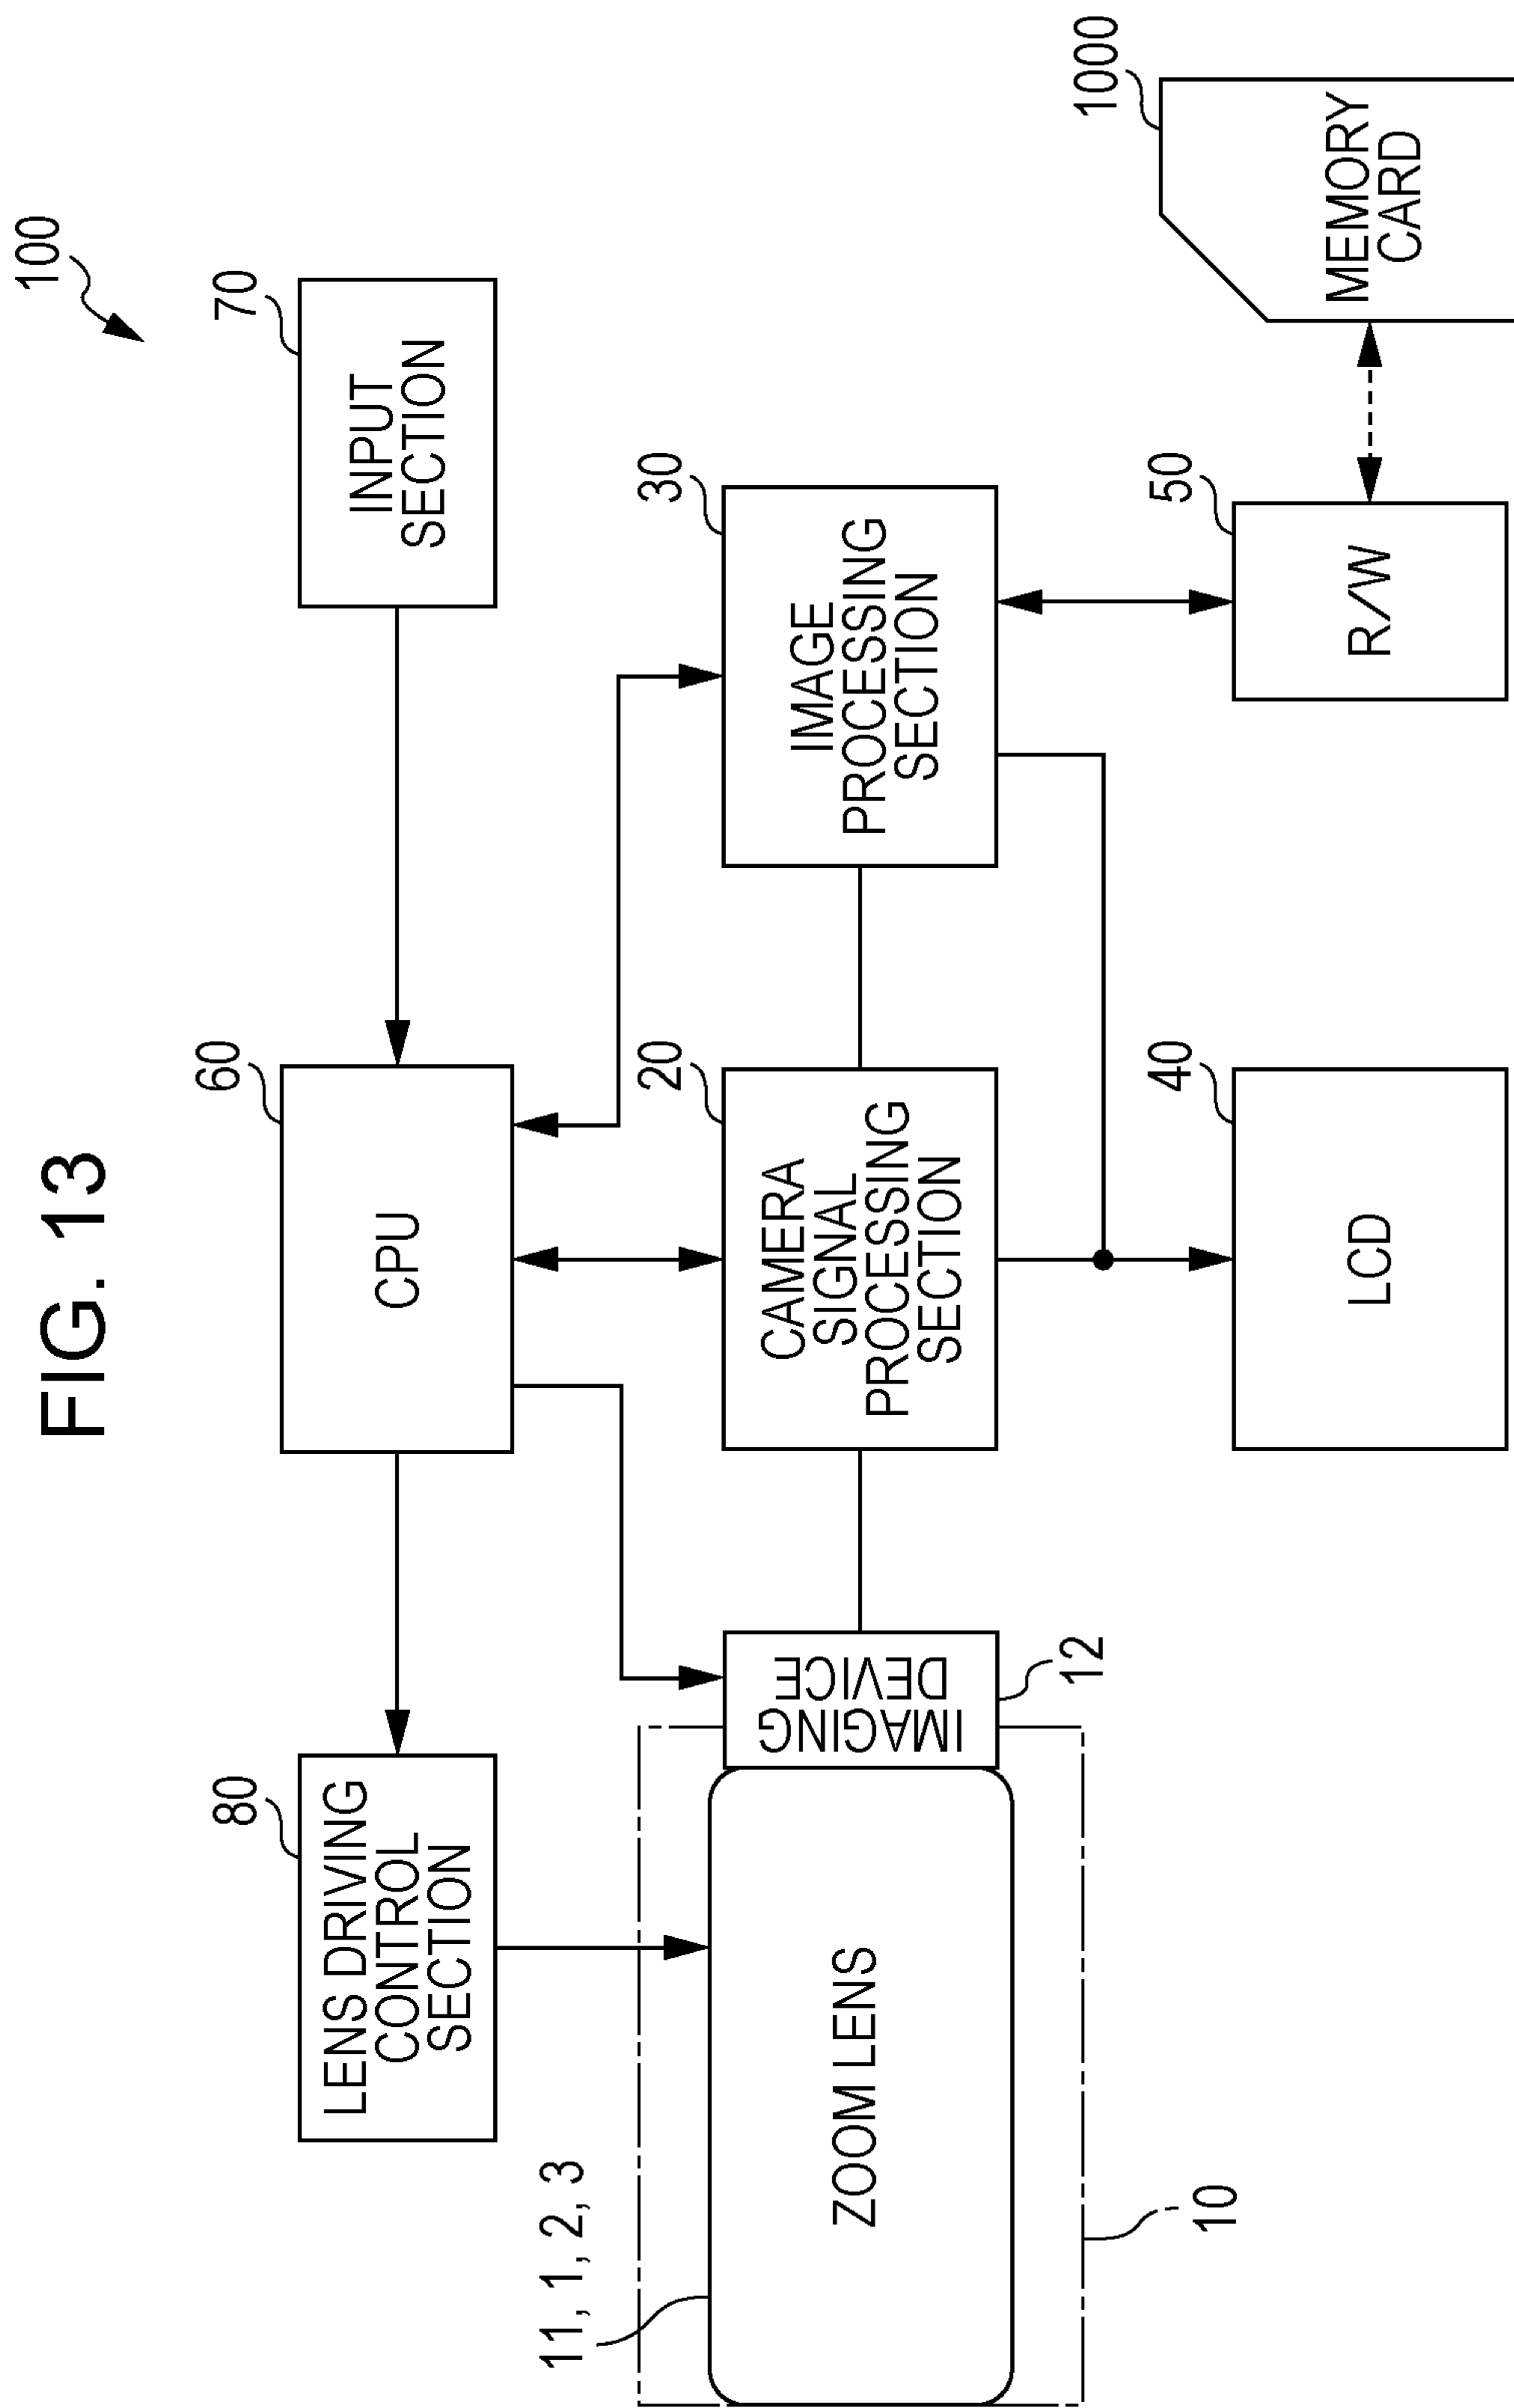 FIG. 13
100
80
LENS DRIVING
CONTROL
SECTION
60
CPU
70
INPUT
SECTION
11, 1, 2, 3
ZOOM LENS
IMAGING
DEVICE
12
10
20
CAMERA
SIGNAL
PROCESSING
SECTION
30
IMAGE
PROCESSING
SECTION
40
LCD
50
R/W
1000
MEMORY
CARD